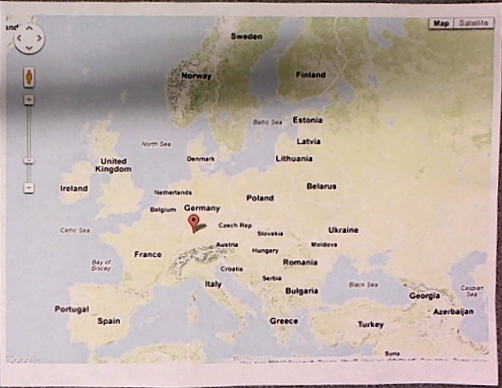 Map Satellite
Sweden
Norway
Finland
Baltic Sea
Estonia
North Sea
Latvia
Denmark
Lithuania
United
Kingdom
Ireland
Netherlands
Belarus
Poland
Belgium
Germany
Celtic Sea
Czech Rep
Ukraine
Slovakia
Austria
Moldova
France
Hungary
Bay of
Biscay
Romania
Croatia
Serbia
Italy
Black Sea
Caspian
Sea
Bulgaria
Georgia
Portugal
Spain
Azerbaijan
Greece
Turkey
Syria